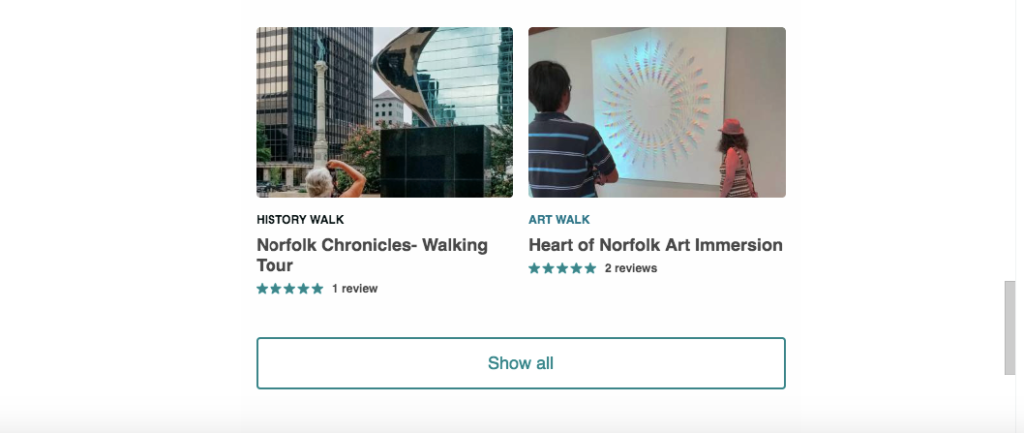 HISTORY WALK
Norfolk Chronicles- Walking
Tour
1 review
ART WALK
Heart of Norfolk Art Immersion
2 reviews
Show all